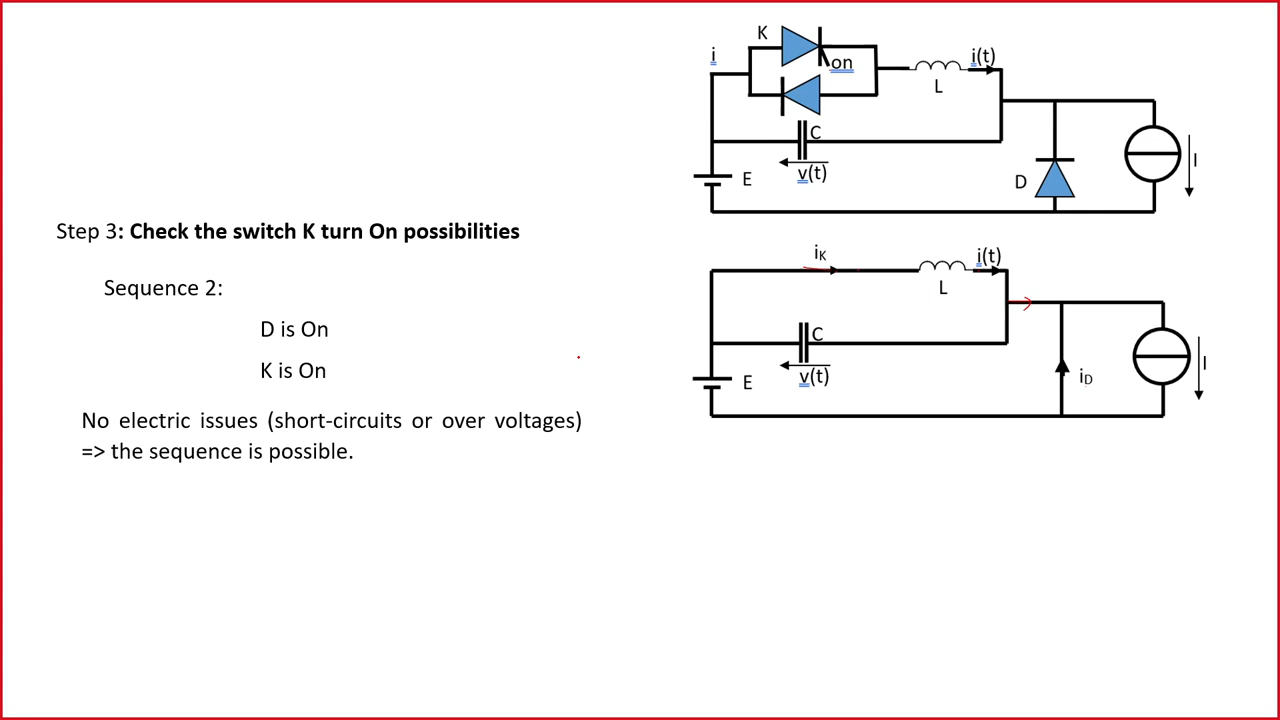 K
i
on
i(t)
L
C
v(t)
E
D
I
Step 3: Check the switch K turn On possibilities
Sequence 2:
D is On
K is On
No electric issues (short-circuits or over voltages)
=> the sequence is possible.
iK
i(t)
L
C
v(t)
E
iD
I